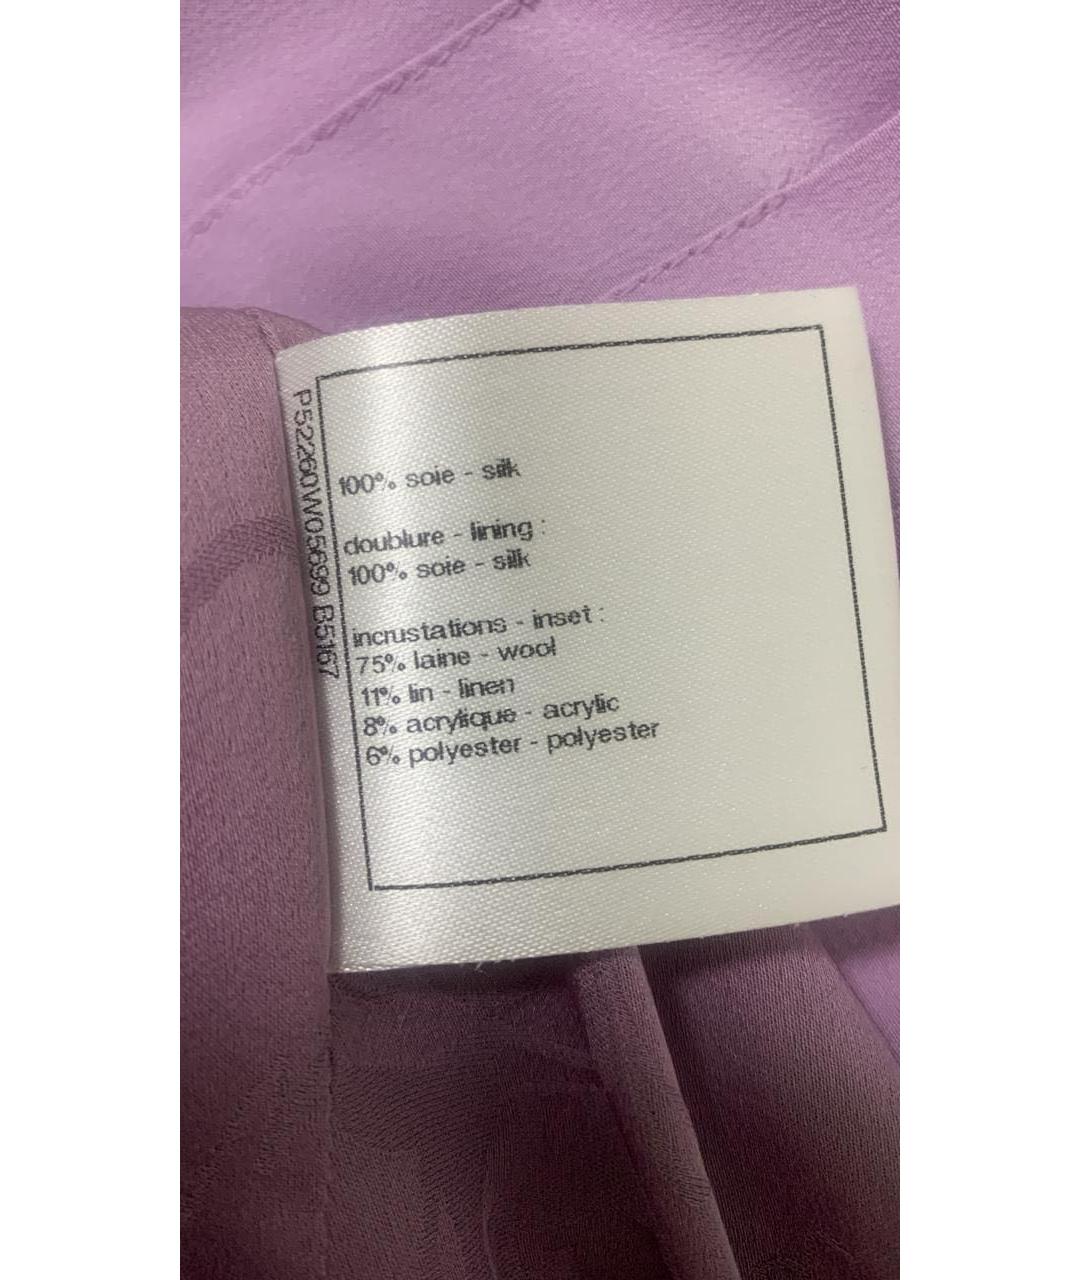 P52260W05699 B5167
100% soie - silk
doublure - lining :
100% soie - silk
incrustations - inset :
75% laine - wool
11% lin - linen
8% acrylique - acrylic
6% polyester - polyester